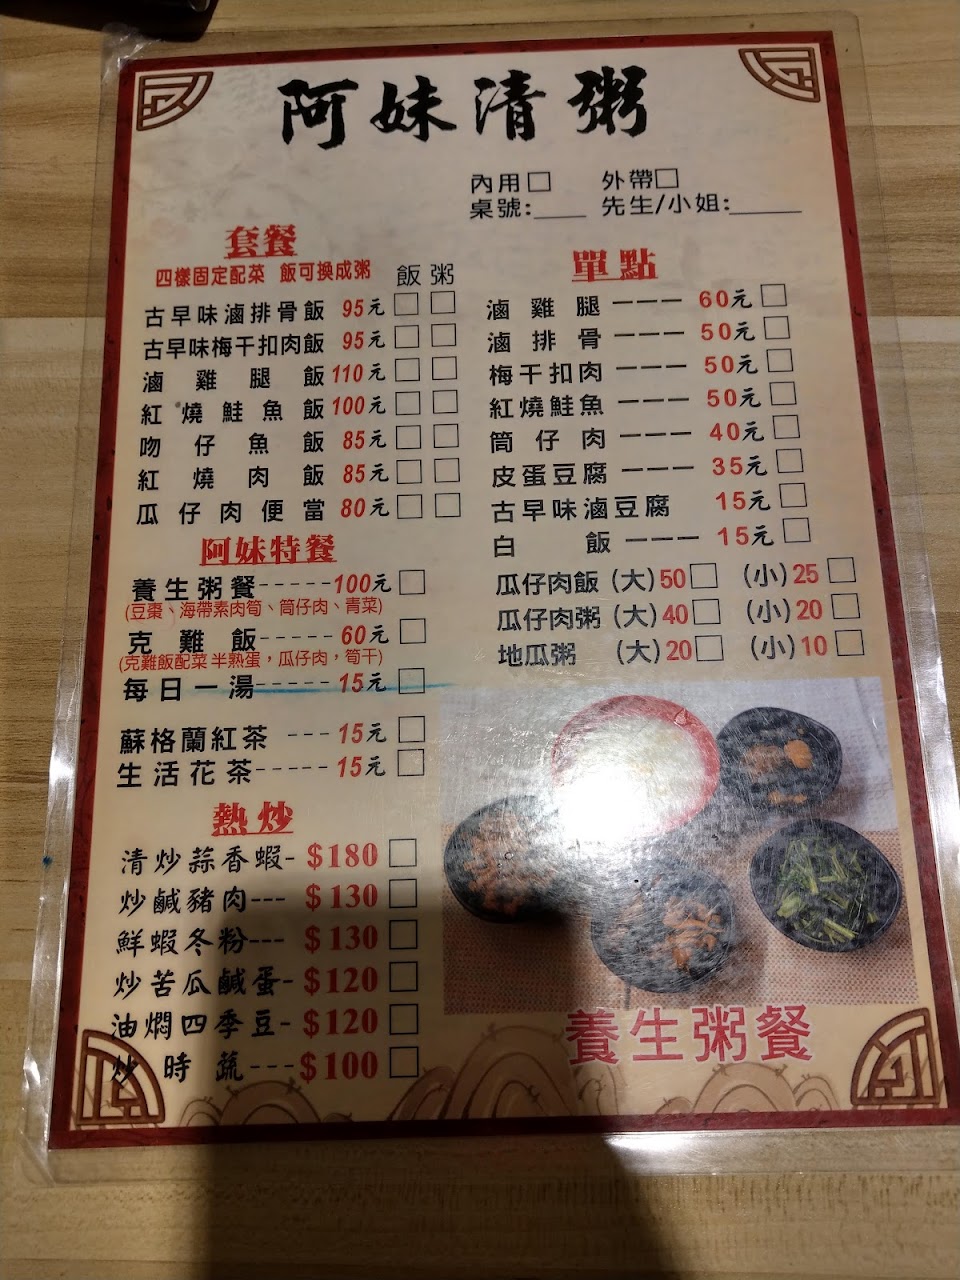 阿妹清粥
內用□ 外帶□
桌號:____ 先生/小姐:______
套餐
四樣固定配菜 飯可換成粥 飯 粥
古早味滷排骨飯 95元 □ □
古早味梅干扣肉飯 95元 □ □
滷雞腿飯 110元 □ □
紅燒鮭魚飯 100元 □ □
吻仔魚飯 85元 □ □
紅燒肉飯 85元 □ □
瓜仔肉便當 80元 □ □
阿妹特餐
養生粥餐-----100元 □
(豆棗、海帶素肉筍、筒仔肉、青菜)
克難飯-----60元 □
(克難飯配菜半熟蛋，瓜仔肉，筍干)
每日一湯-----15元 □
蘇格蘭紅茶 ---15元 □
生活花茶-----15元 □
熱炒
清炒蒜香蝦-$180 □
炒鹹豬肉---$130 □
鮮蝦冬粉---$130 □
炒苦瓜鹹蛋-$120 □
油燜四季豆-$120 □
炒時蔬---$100 □
單點
滷雞腿 --- 60元 □
滷排骨 --- 50元 □
梅干扣肉 --- 50元 □
紅燒鮭魚 --- 50元 □
筒仔肉 --- 40元 □
皮蛋豆腐 --- 35元 □
古早味滷豆腐 15元 □
白飯 --- 15元 □
瓜仔肉飯 (大)50□ (小)25□
瓜仔肉粥 (大)40□ (小)20□
地瓜粥 (大)20□ (小)10□
養生粥餐